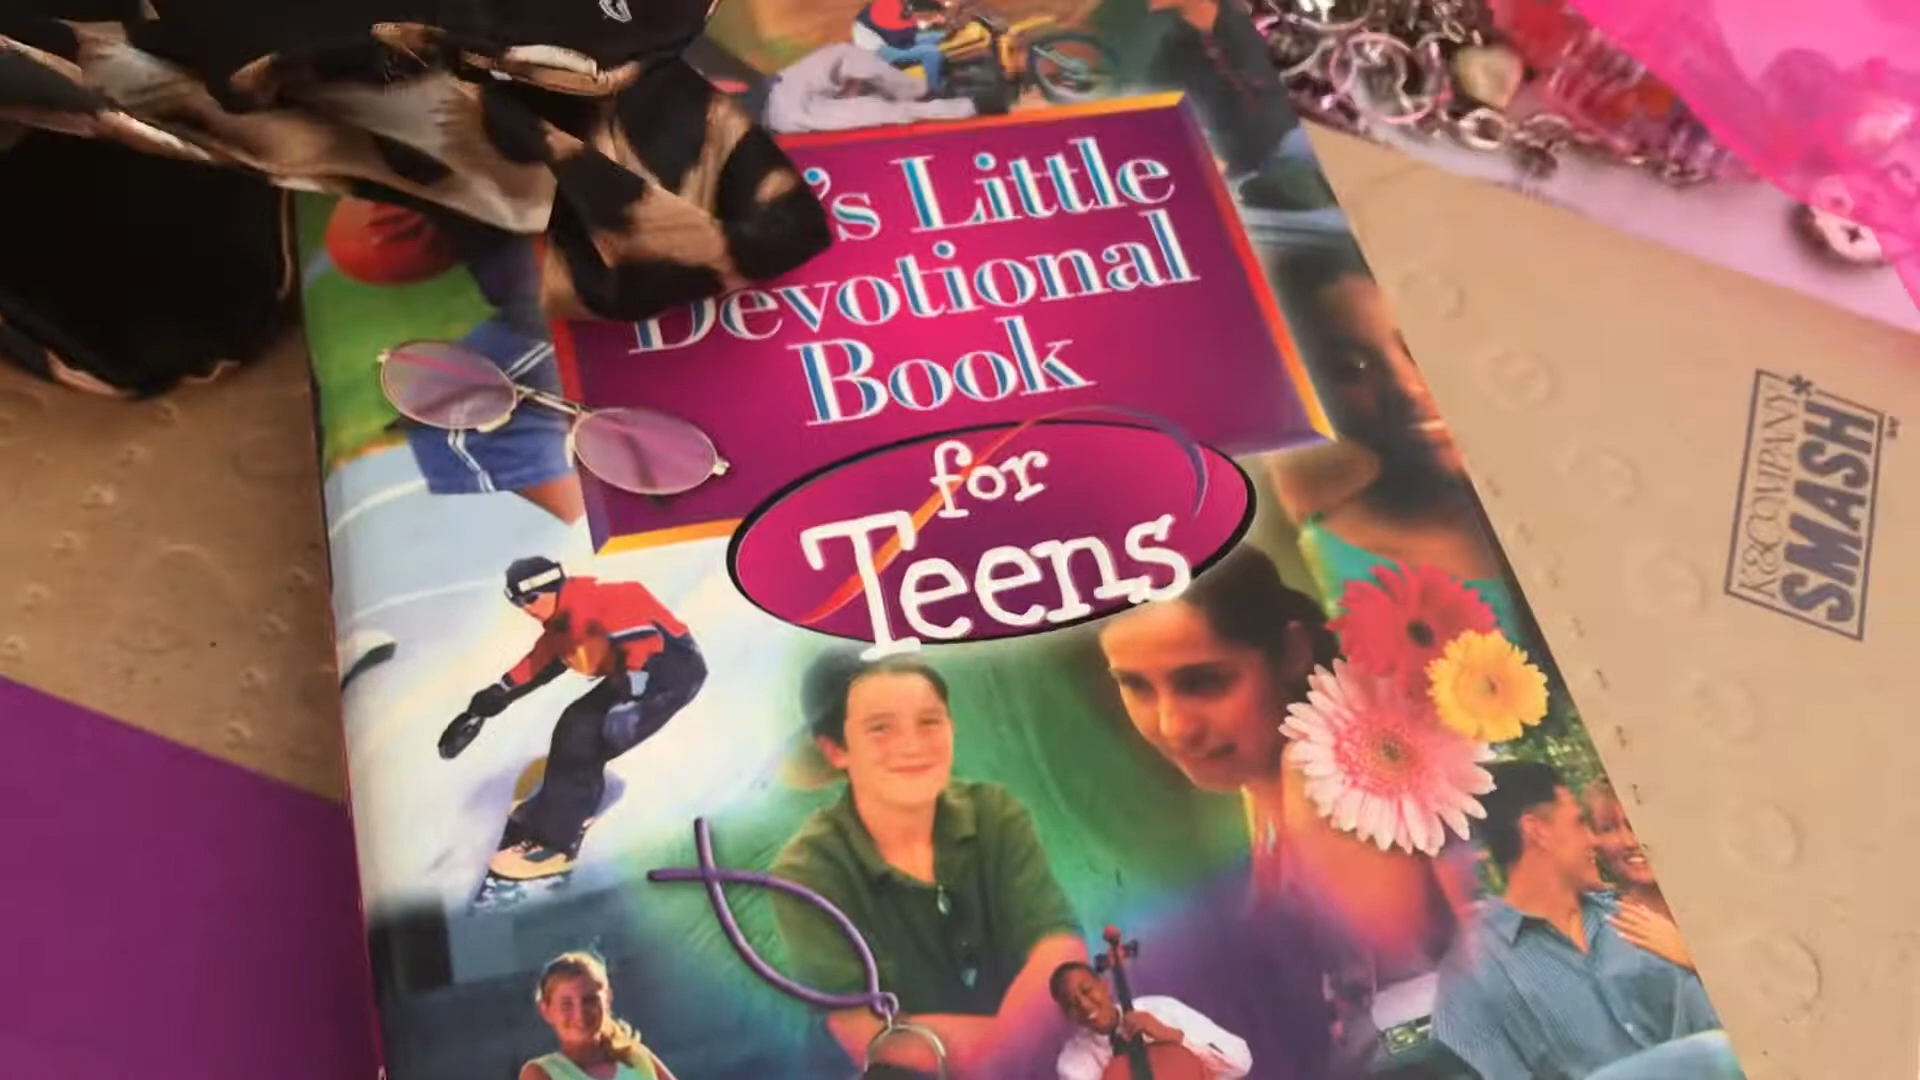 's Little
Devotional
Book
for
Teens
K&COMPANY
SMASH